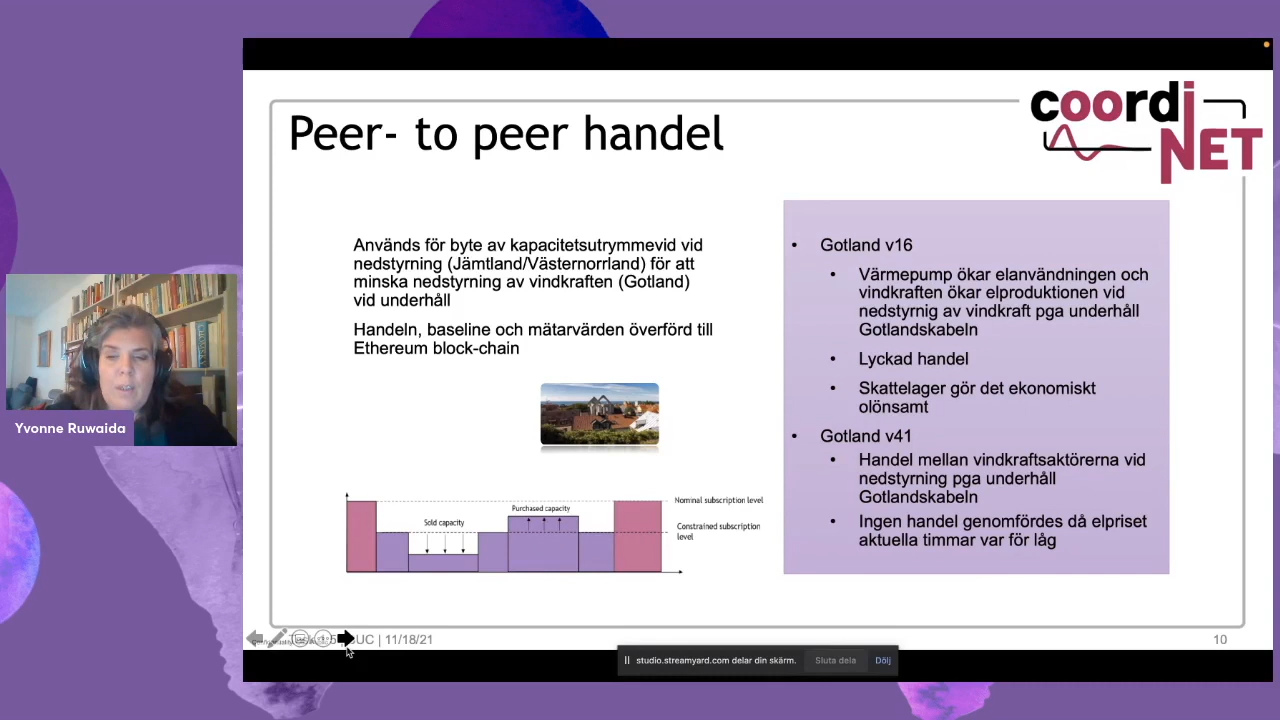 coordiNET
Peer- to peer handel
Används för byte av kapacitetsutrymmevid vid
nedstyrning (Jämtland/Västernorrland) för att
minska nedstyrning av vindkraften (Gotland)
vid underhåll
Handeln, baseline och mätarvärden överförd till
Ethereum block-chain
• Gotland v16
• Värmepump ökar elanvändningen och
vindkraften ökar elproduktionen vid
nedstyrnig av vindkraft pga underhåll
Gotlandskabeln
• Lyckad handel
• Skattelager gör det ekonomiskt
olönsamt
• Gotland v41
• Handel mellan vindkraftsaktörerna vid
nedstyrning pga underhåll
Gotlandskabeln
• Ingen handel genomfördes då elpriset
aktuella timmar var för låg
Yvonne Ruwaida
Nominal subscription level
Purchased capacity
Sold capacity
Constrained subscription
level
UC | 11/18/21
10
studio.streamyard.com delar din skärm.
Sluta dela
Dölj